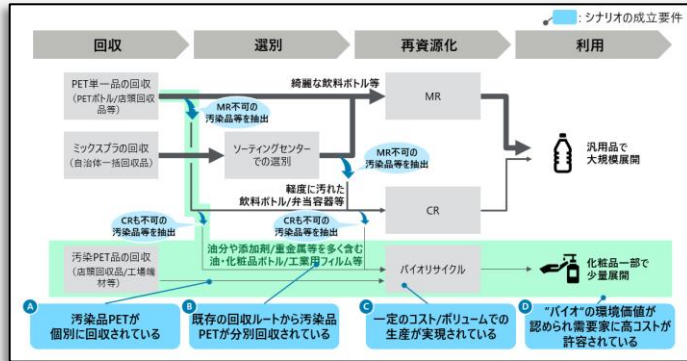 ：シナリオの成立要件
回収
選別
再資源化
利用
PET単一品の回収
（PETボトル/店頭回収
品等）
MR不可の
汚染品等を抽出
綺麗な飲料ボトル等
MR
ミックスプラの回収
（自治体一括回収品）
ソーティングセンター
での選別
MR不可の
汚染品等を抽出
汎用品で
大規模展開
軽度に汚れた
飲料ボトル/弁当容器等
CR
CRも不可の
汚染品等を抽出
CRも不可の
汚染品等を抽出
汚染PET品の回収
（店頭回収品/工場端
材等）
油分や添加剤/重金属等を多く含む
油・化粧品ボトル/工業用フィルム等
バイオリサイクル
化粧品一部で
少量展開
A
汚染品PETが
個別に回収されている
B
既存の回収ルートから汚染品
PETが分別回収されている
C
一定のコスト/ボリュームでの
生産が実現されている
D
"バイオ"の環境価値が
認められ需要家に高コストが
許容されている